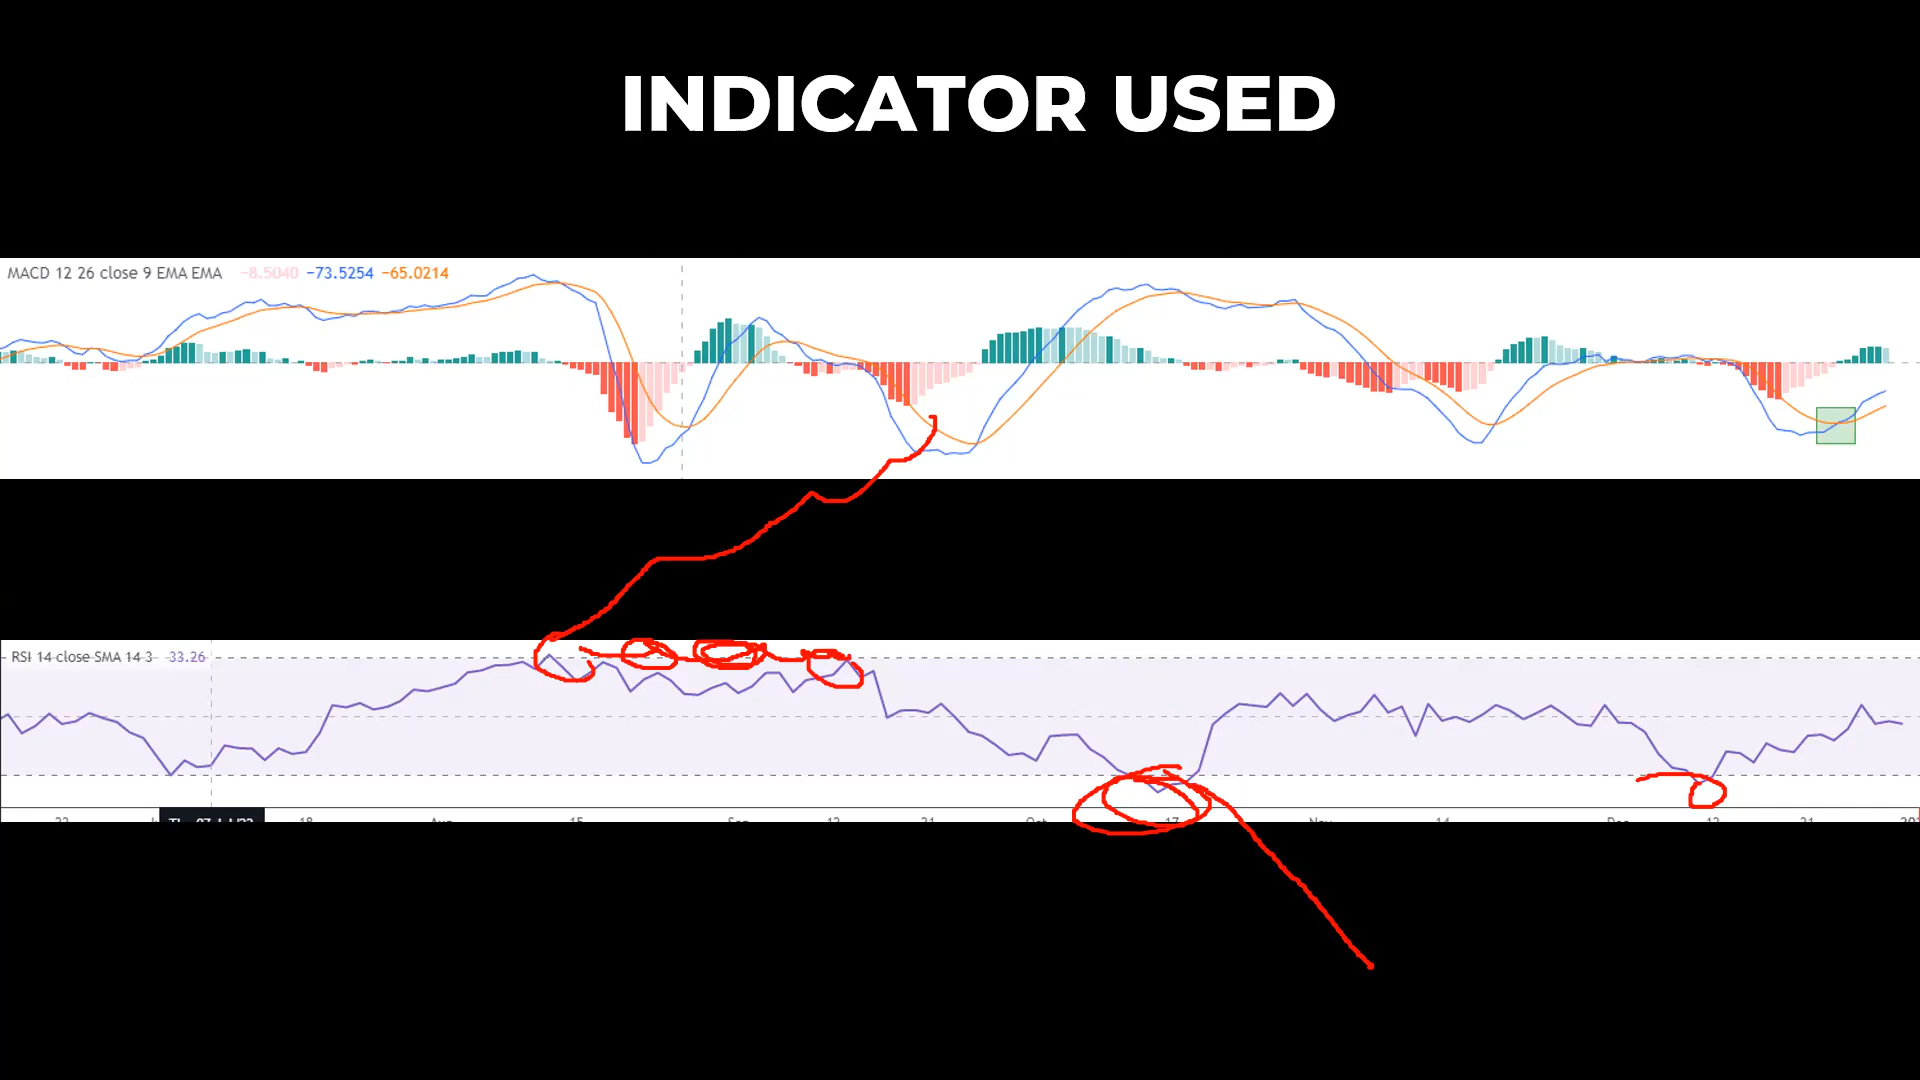 INDICATOR USED
MACD 12 26 close 9 EMA EMA −8.5040 −73.5254 −65.0214
RSI 14 close SMA 14 3 33.26